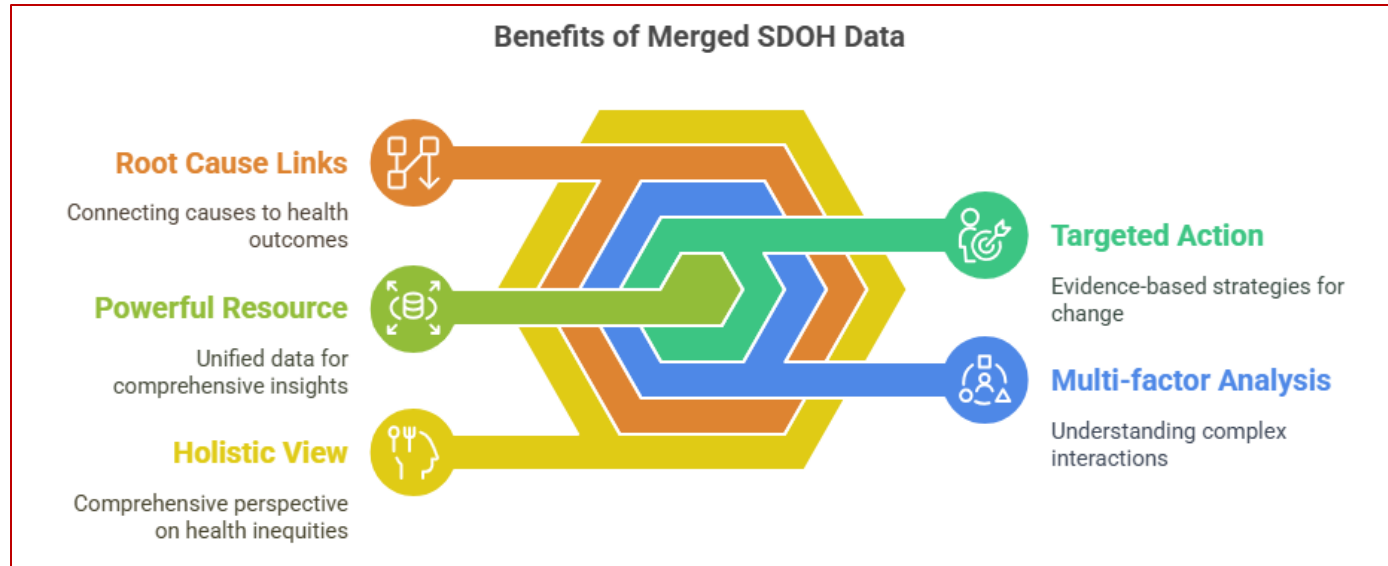 Benefits of Merged SDOH Data
Root Cause Links
Connecting causes to health
outcomes
Powerful Resource
Unified data for
comprehensive insights
Holistic View
Comprehensive perspective
on health inequities
Targeted Action
Evidence-based strategies for
change
Multi-factor Analysis
Understanding complex
interactions